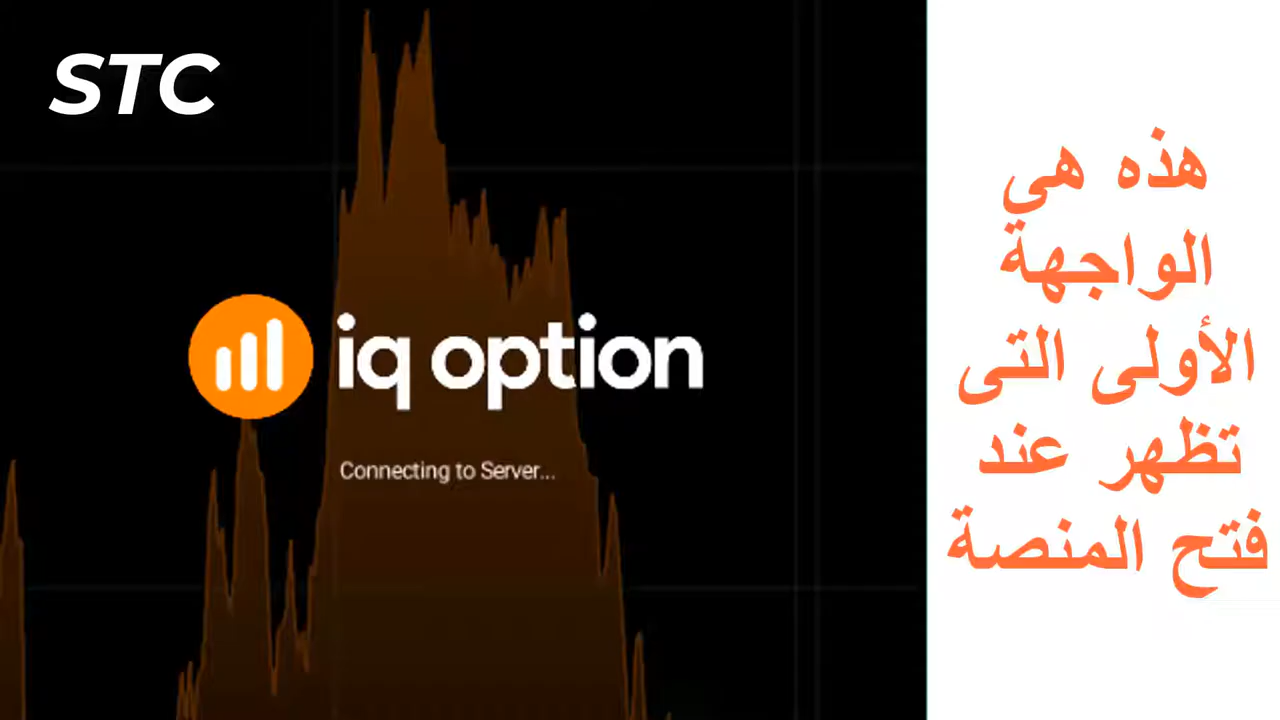 STC
iq option
Connecting to Server...
هذه هي
الواجهة
الأولى التى
تظهر عند
فتح المنصة